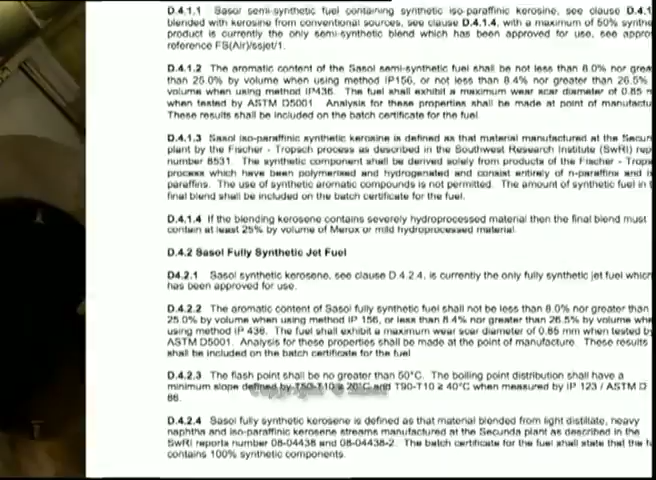 D.4.1.1 Sasol semi-synthetic fuel containing synthetic iso-paraffinic kerosine, see clause D.4.1
blended with kerosine from conventional sources, see clause D.4.1.4, with a maximum of 50% synthe
product is currently the only semi-synthetic blend which has been approved for use, see appro
reference FS(Air)/ssjet/1.
D.4.1.2 The aromatic content of the Sasol semi-synthetic fuel shall be not less than 8.0% nor grea
than 25.0% by volume when using method IP156, or not less than 8.4% nor greater than 26.5%
volume when using method IP436. The fuel shall exhibit a maximum wear scar diameter of 0.85 m
when tested by ASTM D5001 Analysis for these properties shall be made at point of manufactu
These results shall be included on the batch certificate for the fuel
D.4.1.3 Sasol iso-paraffinic synthetic kerosine is defined as that material manufactured at the Secun
plant by the Fischer - Tropsch process as described in the Southwest Research Institute (SwRI) rep
number 8531. The synthetic component shall be derived solely from products of the Fischer - Trops
process which have been polymerised and hydrogenated and consist entirely of n-paraffins and is
paraffins. The use of synthetic aromatic compounds is not permitted. The amount of synthetic fuel in t
final blend shall be included on the batch certificate for the fuel.
D.4.1.4 If the blending kerosene contains severely hydroprocessed material then the final blend must
contain at least 25% by volume of Merox or mild hydroprocessed material.
D.4.2 Sasol Fully Synthetic Jet Fuel
D4.2.1 Sasol synthetic kerosene, see clause D.4.2.4, is currently the only fully synthetic jet fuel whic
has been approved for use.
D.4.2.2 The aromatic content of Sasol fully synthetic fuel shall not be less than 8.0% nor greater than
25.0% by volume when using method IP 156, or less than 8.4% nor greater than 26.5% by volume whe
using method IP 436. The fuel shall exhibit a maximum wear scar diameter of 0.85 mm when tested b
ASTM D5001. Analysis for these properties shall be made at the point of manufacture. These results
shall be included on the batch certificate for the fuel
D.4.2.3 The flash point shall be no greater than 50°C. The boiling point distribution shall have a
minimum slope defined by T50-T10 ≥ 20°C and T90-T10 ≥ 40°C when measured by IP 123 / ASTM D
86.
D.4.2.4 Sasol fully synthetic kerosene is defined as that material blended from light distillate, heavy
naphtha and iso-paraffinic kerosene streams manufactured at the Secunda plant as described in the
SwRI reports number 08-04438 and 08-04438-2. The batch certificate for the fuel shall state that the f
contains 100% synthetic components.